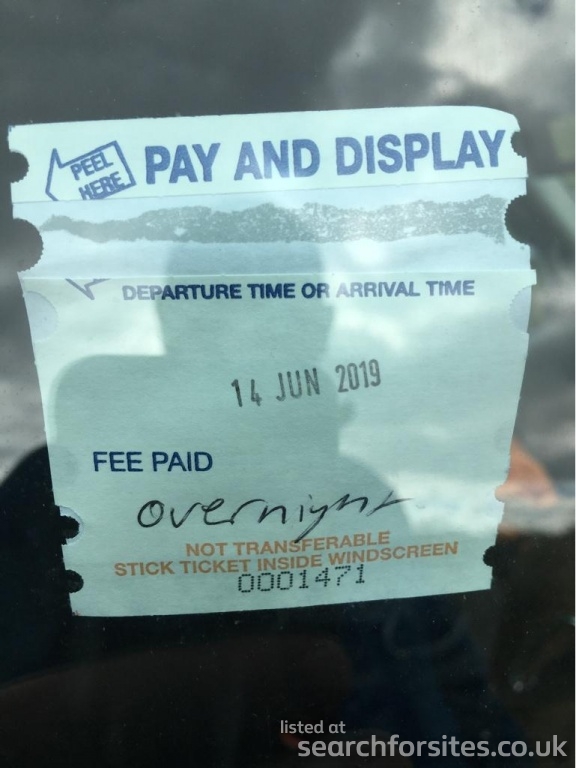 PEEL
HERE
PAY AND DISPLAY
DEPARTURE TIME OR ARRIVAL TIME
14 JUN 2019
FEE PAID
overnight
NOT TRANSFERABLE
STICK TICKET INSIDE WINDSCREEN
0001471
listed at
searchforsites.co.uk